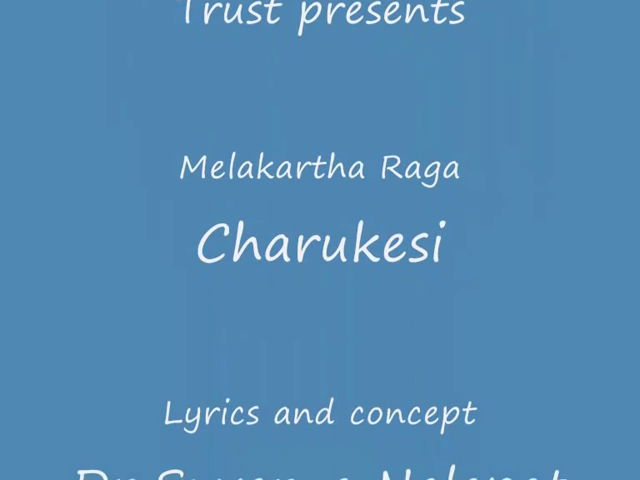 Trust presents
Melakartha Raga
Charukesi
Lyrics and concept